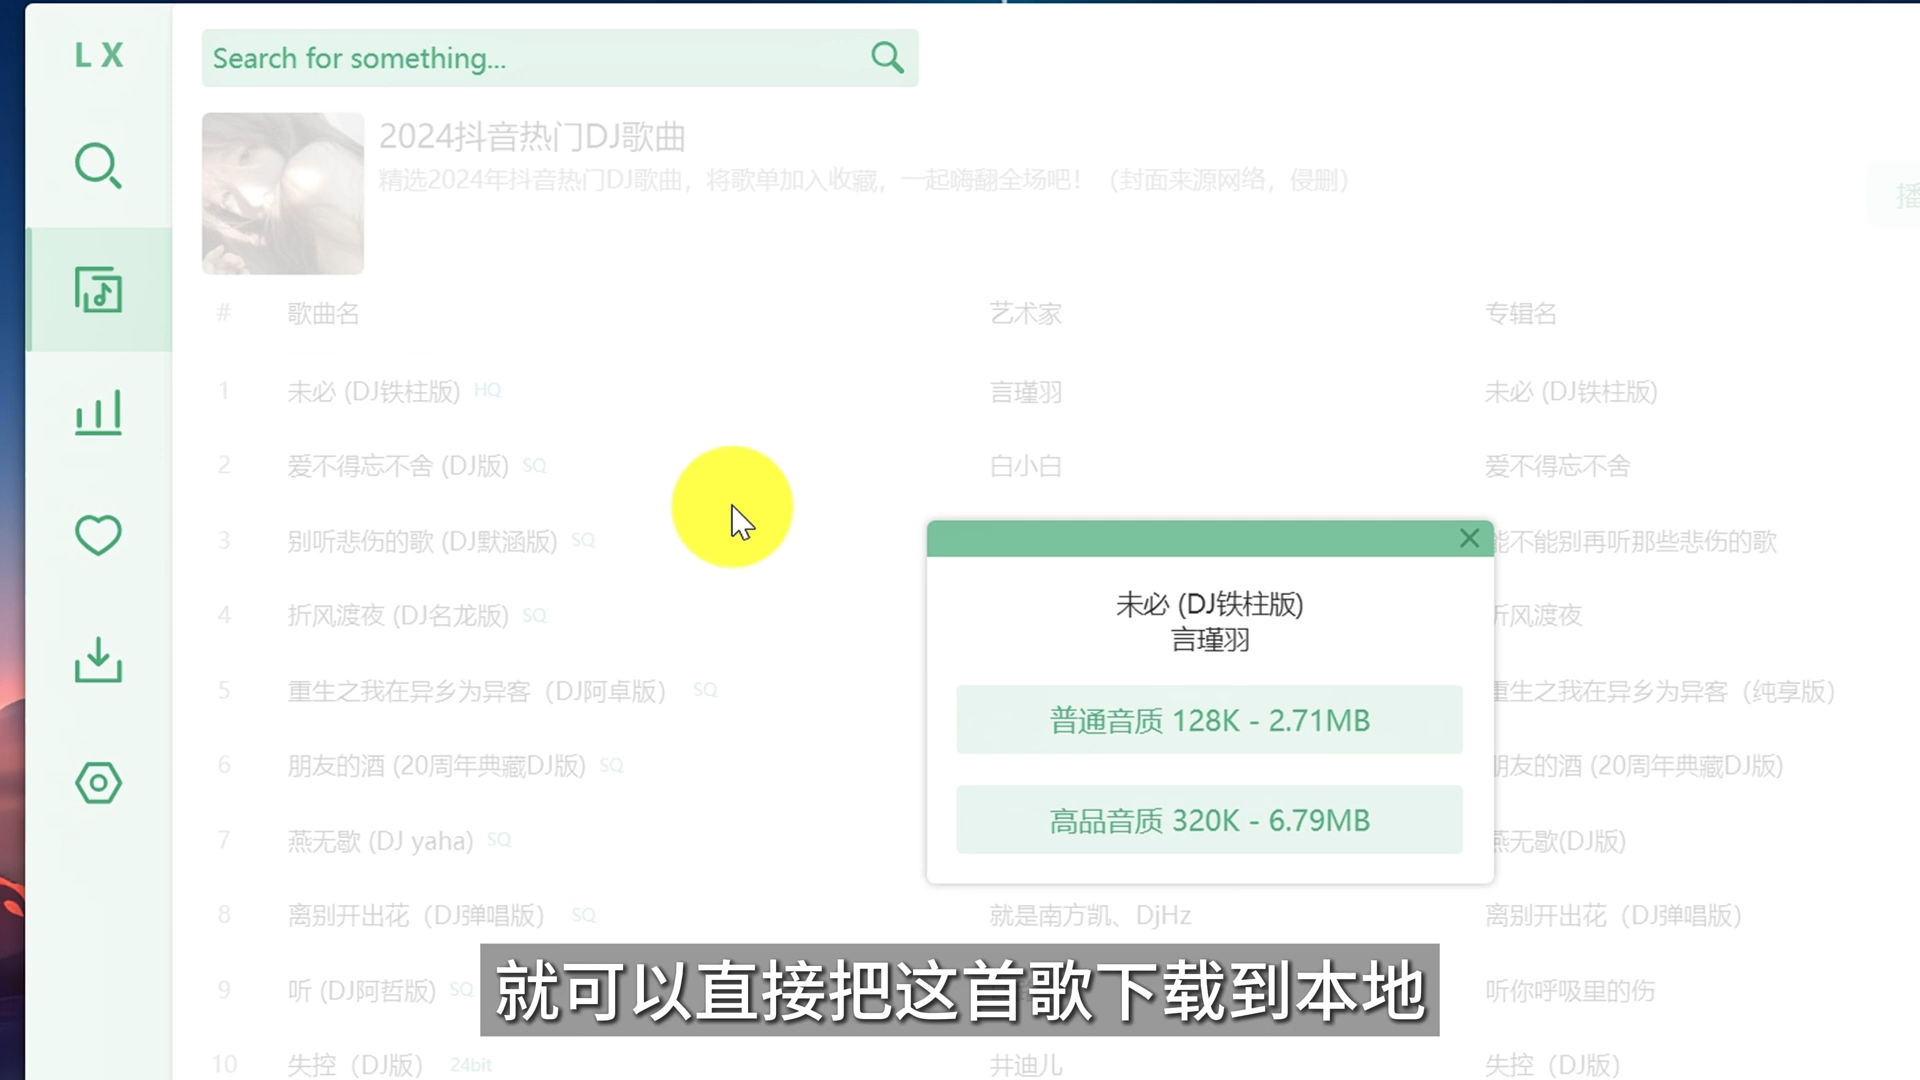 LX
Search for something...
2024抖音热门DJ歌曲
精选2024年抖音热门DJ歌曲，将歌单加入收藏，一起嗨翻全场吧！（封面来源网络，侵删）
播
# 歌曲名 艺术家 专辑名
1 未必 (DJ铁柱版) HQ 言瑾羽 未必 (DJ铁柱版)
2 爱不得忘不舍 (DJ版) SQ 白小白 爱不得忘不舍
3 别听悲伤的歌 (DJ默涵版) SQ 能不能别再听那些悲伤的歌
4 折风渡夜 (DJ名龙版) SQ 折风渡夜
5 重生之我在异乡为异客（DJ阿卓版） SQ 重生之我在异乡为异客（纯享版）
6 朋友的酒 (20周年典藏DJ版) SQ 朋友的酒 (20周年典藏DJ版)
7 燕无歇 (DJ yaha) SQ 燕无歇(DJ版)
8 离别开出花（DJ弹唱版） SQ 就是南方凯、DjHz 离别开出花（DJ弹唱版）
9 听 (DJ阿哲版) SQ 听你呼吸里的伤
10 失控（DJ版） 24bit 井迪儿 失控（DJ版）
未必 (DJ铁柱版)
言瑾羽
普通音质 128K - 2.71MB
高品音质 320K - 6.79MB
就可以直接把这首歌下载到本地